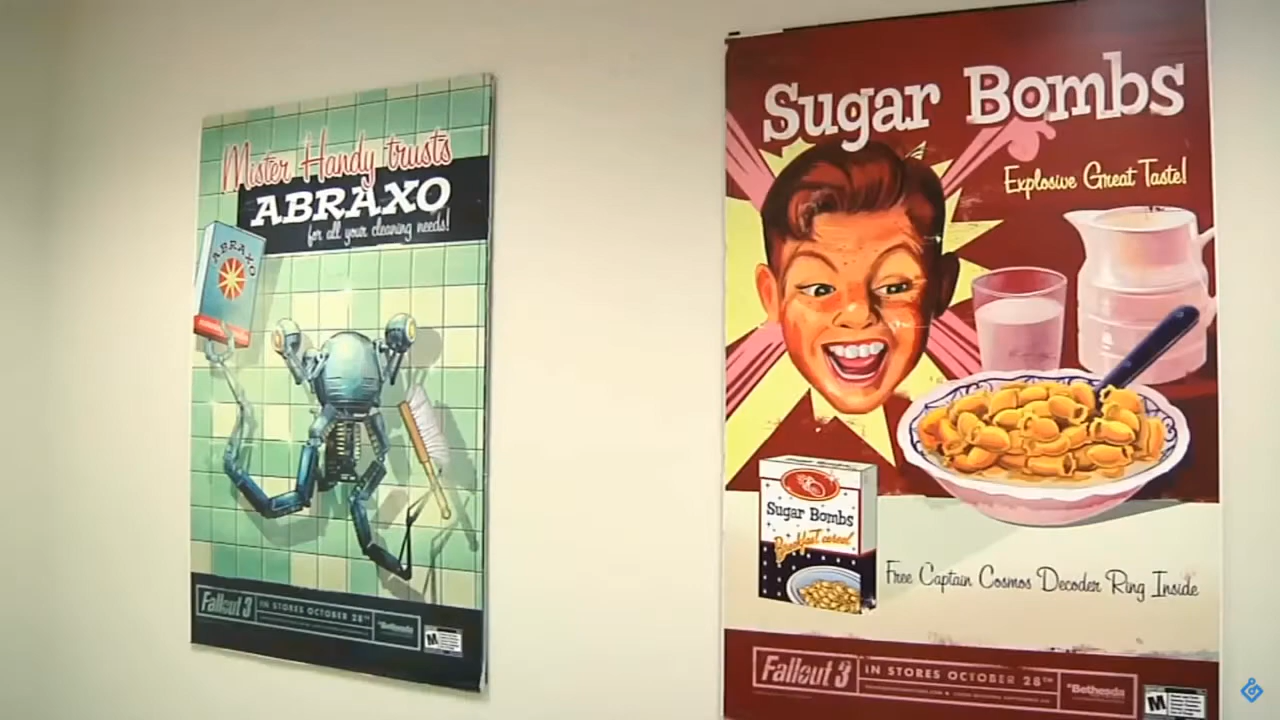 Mister Handy trusts
ABRAXO
for all your cleaning needs!
ABRAXO
Fallout 3
IN STORES OCTOBER 28TH
Bethesda
M
Sugar Bombs
Explosive Great Taste!
Sugar Bombs
Breakfast cereal
Free Captain Cosmos Decoder Ring Inside
Fallout 3
IN STORES OCTOBER 28TH
Bethesda
M